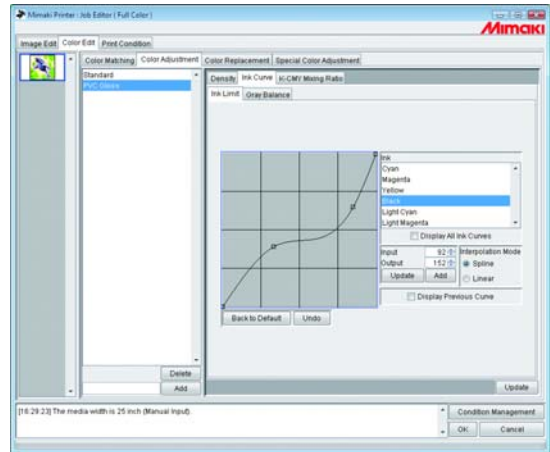 Mimaki Printer : Job Editor ( Full Color )
Mimaki
Image Edit Color Edit Print Condition
Color Matching Color Adjustment Color Replacement Special Color Adjustment
Standard
PVC Glass
Density Ink Curve K-CMY Mixing Ratio
Ink Limit Gray Balance
Ink
Cyan
Magenta
Yellow
Black
Light Cyan
Light Magenta
Display All Ink Curves
Input 92 Interpolation Mode
Output 152 Spline
Update Add Linear
Display Previous Curve
Back to Default Undo
Delete
Add
Update
[16:29:23] The media width is 25 inch (Manual Input).
Condition Management
OK Cancel